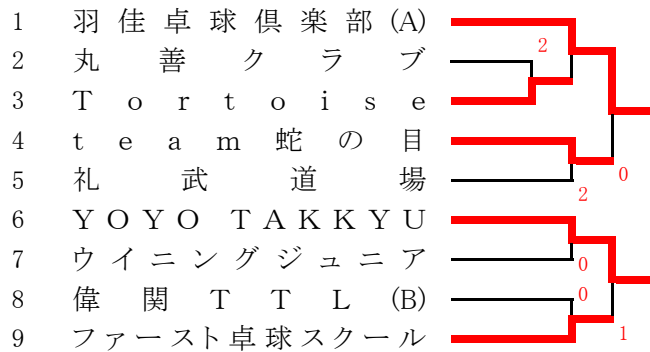 1 羽佳卓球倶楽部(A)
2 丸善クラブ
3 Tortoise
4 team蛇の目
5 礼武道場
6 YOYO TAKKYU
7 ウイニングジュニア
8 偉関TTL(B)
9 ファースト卓球スクール
2
0
2
0
0
1